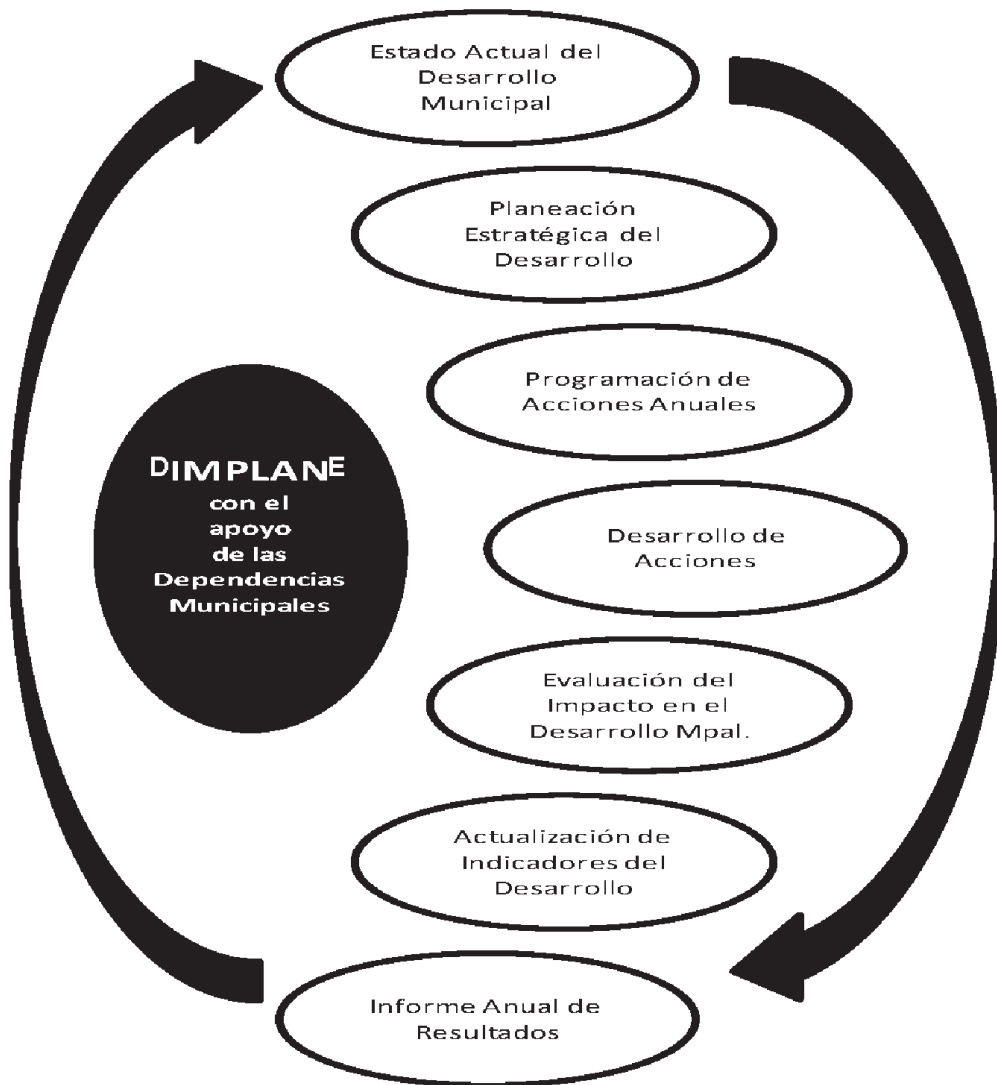 Estado Actual del
Desarrollo
Municipal
Planeación
Estratégica del
Desarrollo
Programación de
Acciones Anuales
DIMPLANE
con el
apoyo
de las
Dependencias
Municipales
Desarrollo de
Acciones
Evaluación del
Impacto en el
Desarrollo Mpal.
Actualización de
Indicadores del
Desarrollo
Informe Anual de
Resultados